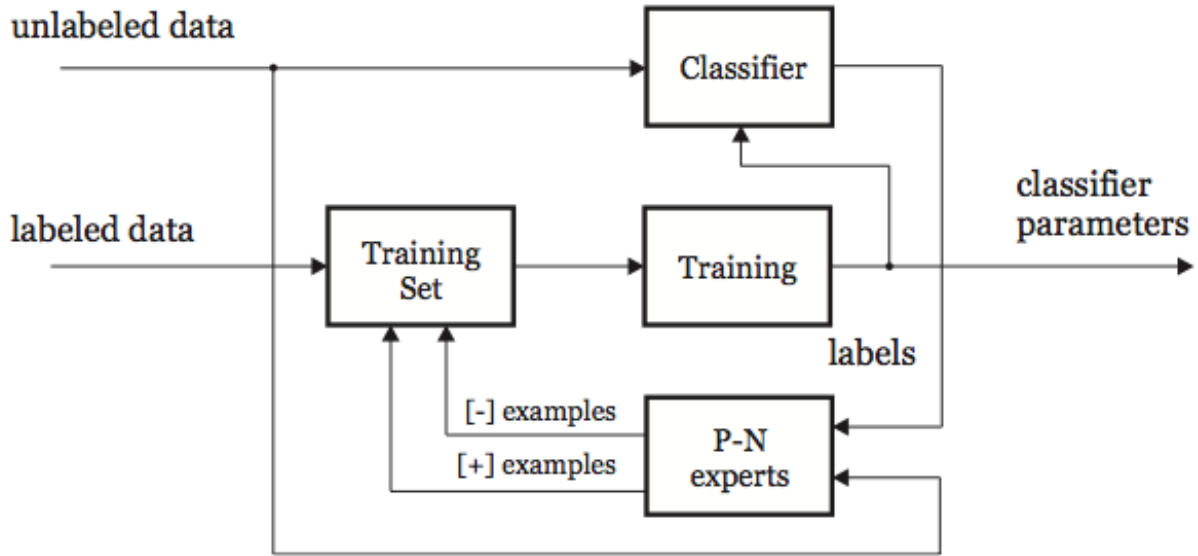 unlabeled data
Classifier
classifier
parameters
labeled data
Training
Set
Training
labels
[-] examples
[+] examples
P-N
experts